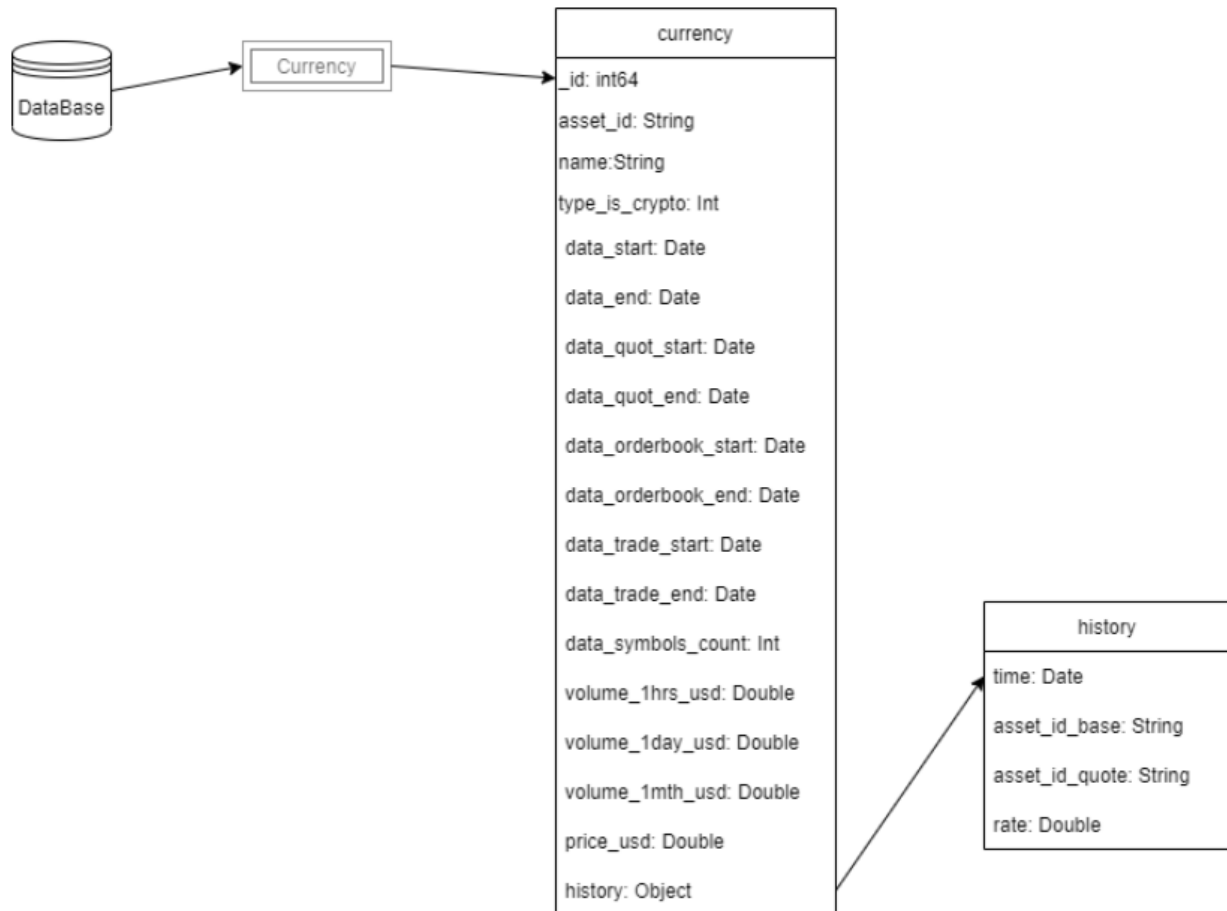 DataBase
Currency
currency
_id: int64
asset_id: String
name:String
type_is_crypto: Int
data_start: Date
data_end: Date
data_quot_start: Date
data_quot_end: Date
data_orderbook_start: Date
data_orderbook_end: Date
data_trade_start: Date
data_trade_end: Date
data_symbols_count: Int
volume_1hrs_usd: Double
volume_1day_usd: Double
volume_1mth_usd: Double
price_usd: Double
history: Object
history
time: Date
asset_id_base: String
asset_id_quote: String
rate: Double